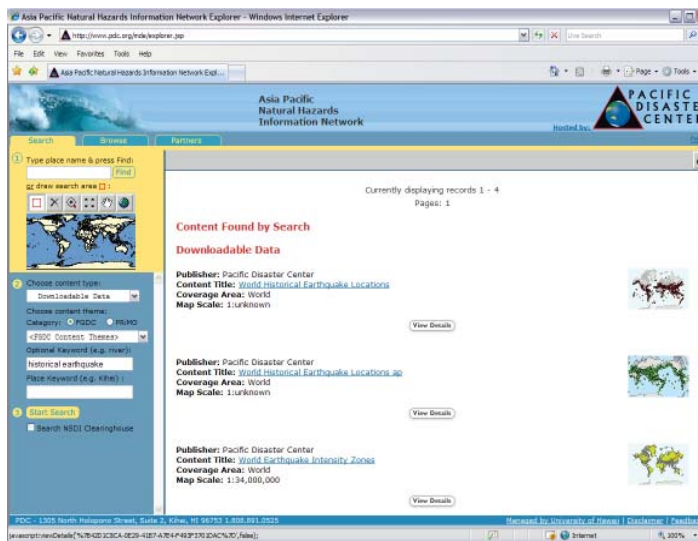 Asia Pacific Natural Hazards Information Network Explorer - Windows Internet Explorer
http://www.pdc.org/mde/explorer.jsp
Live Search
File Edit View Favorites Tools Help
Asia Pacific Natural Hazards Information Network Expl...
Page Tools
Asia Pacific
Natural Hazards
Information Network
Hosted by:
PACIFIC
DISASTE
CENTE
Search Browse Partners
1 Type place name & press Find:
Find
or draw search area :
Currently displaying records 1 - 4
Pages: 1
Content Found by Search
Downloadable Data
Publisher: Pacific Disaster Center
Content Title: World Historical Earthquake Locations
Coverage Area: World
Map Scale: 1:unknown
View Details
Publisher: Pacific Disaster Center
Content Title: World Historical Earthquake Locations ap
Coverage Area: World
Map Scale: 1:unknown
View Details
Publisher: Pacific Disaster Center
Content Title: World Earthquake Intensity Zones
Coverage Area: World
Map Scale: 1:34,000,000
View Details
2 Choose content type:
Downloadable Data
Choose content theme:
Category: FGDC PRiMO
<FGDC Content Themes>
Optional Keyword (e.g. river):
historical earthquake
Place Keyword (e.g. Kihei) :
3 Start Search
Search NSDI Clearinghouse
PDC - 1305 North Holopono Street, Suite 2, Kihei, HI 96753 1.808.891.0525
Managed by University of Hawaii | Disclaimer | Feedbac
Internet
100%